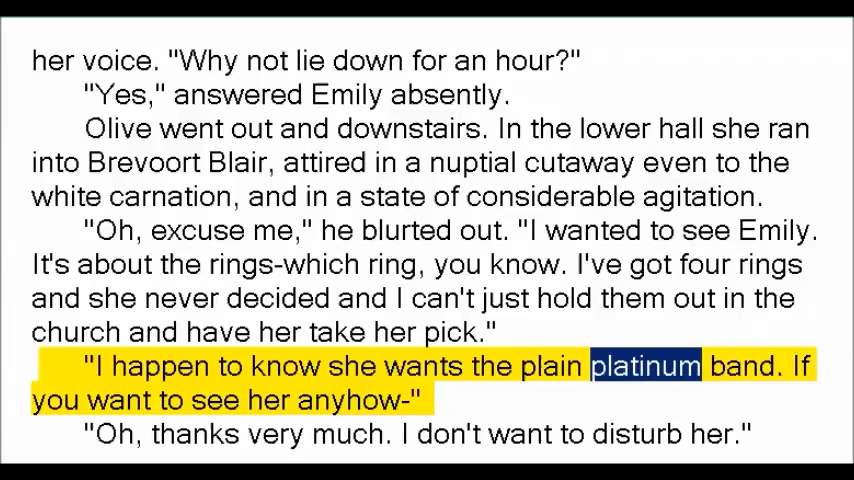 her voice. "Why not lie down for an hour?"
"Yes," answered Emily absently.
Olive went out and downstairs. In the lower hall she ran
into Brevoort Blair, attired in a nuptial cutaway even to the
white carnation, and in a state of considerable agitation.
"Oh, excuse me," he blurted out. "I wanted to see Emily.
It's about the rings-which ring, you know. I've got four rings
and she never decided and I can't just hold them out in the
church and have her take her pick."
"I happen to know she wants the plain platinum band. If
you want to see her anyhow-"
"Oh, thanks very much. I don't want to disturb her."